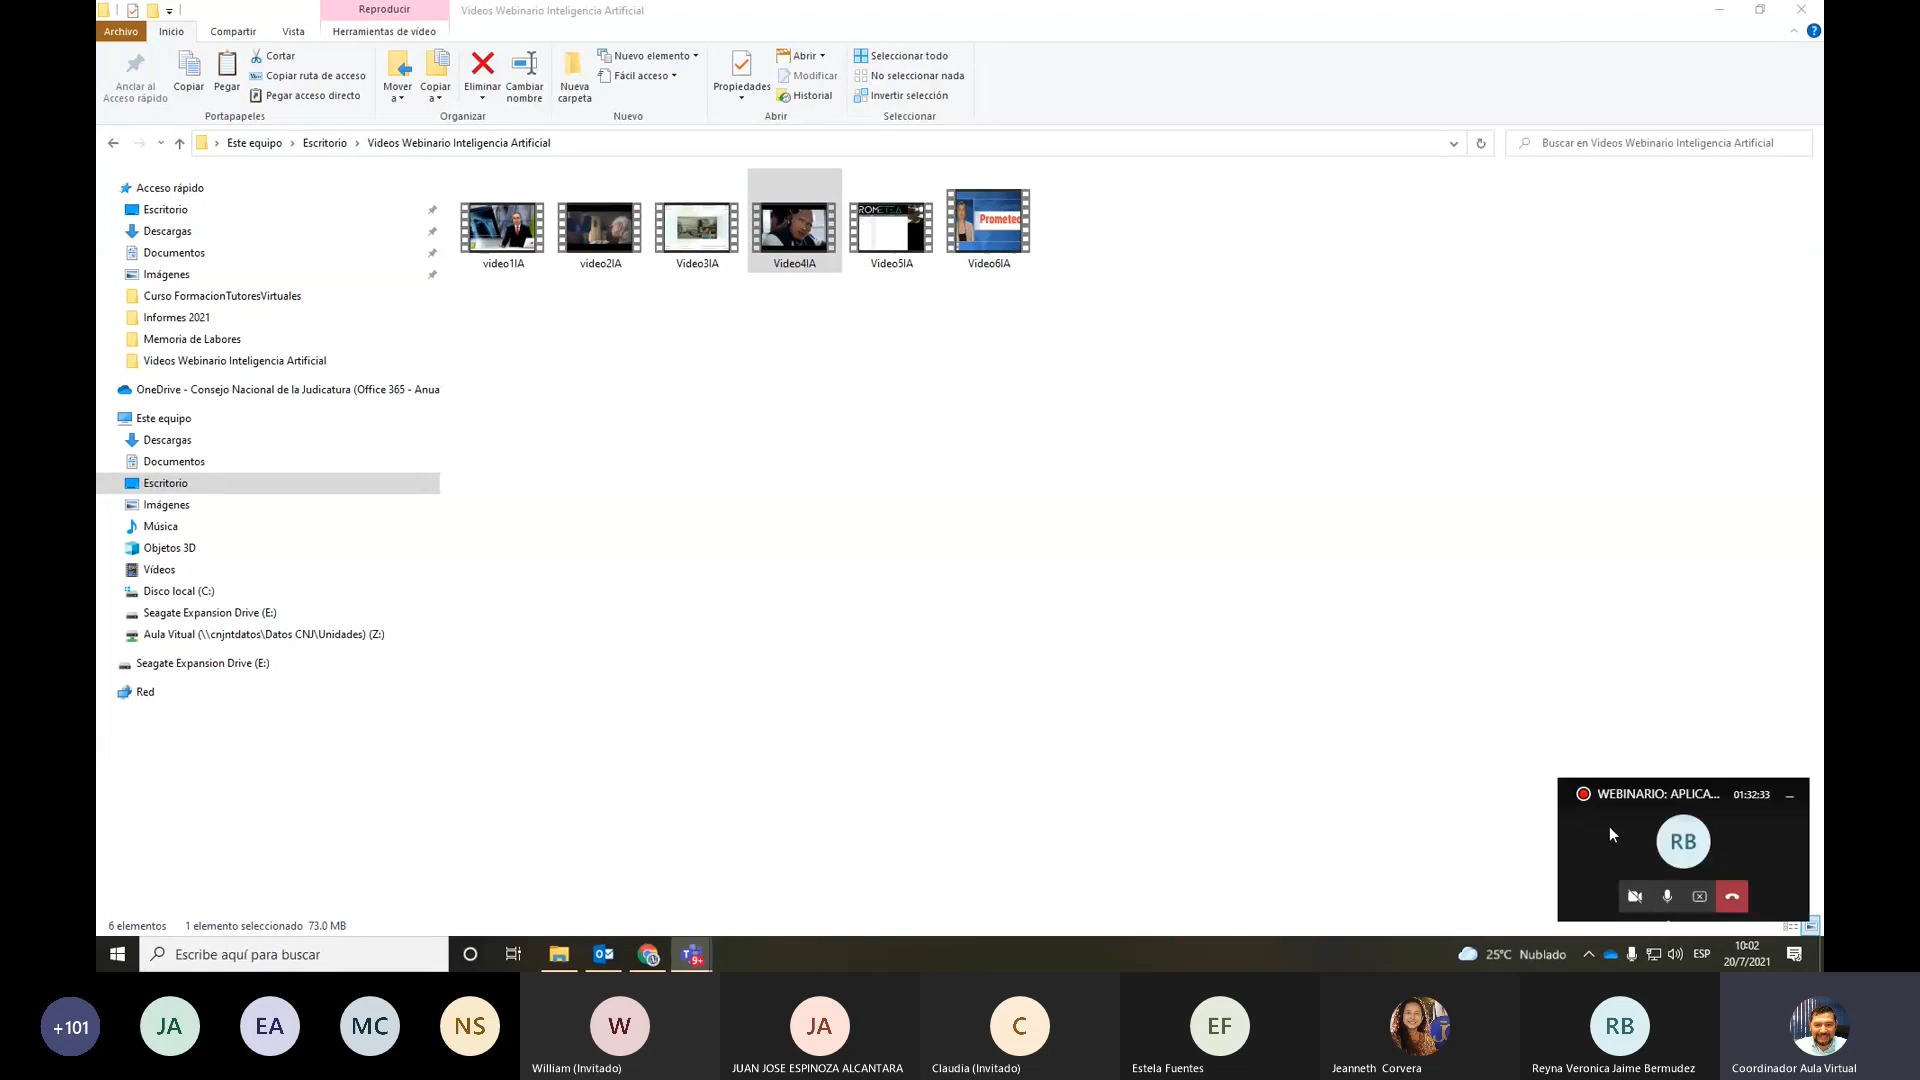 Reproducir
Videos Webinario Inteligencia Artificial
Archivo
Inicio
Compartir
Vista
Herramientas de vídeo
Anclar al
Acceso rápido
Copiar
Pegar
Cortar
Copiar ruta de acceso
Pegar acceso directo
Portapapeles
Mover
a
Copiar
a
Eliminar
Cambiar
nombre
Organizar
Nueva
carpeta
Nuevo elemento
Fácil acceso
Nuevo
Propiedades
Abrir
Modificar
Historial
Abrir
Seleccionar todo
No seleccionar nada
Invertir selección
Seleccionar
Este equipo > Escritorio > Videos Webinario Inteligencia Artificial
Buscar en Videos Webinario Inteligencia Artificial
Acceso rápido
Escritorio
Descargas
Documentos
Imágenes
Curso FormacionTutoresVirtuales
Informes 2021
Memoria de Labores
Videos Webinario Inteligencia Artificial
OneDrive - Consejo Nacional de la Judicatura (Office 365 - Anua
Este equipo
Descargas
Documentos
Escritorio
Imágenes
Música
Objetos 3D
Vídeos
Disco local (C:)
Seagate Expansion Drive (E:)
Aula Vitual (\\cnjntdatos\Datos CNJ\Unidades) (Z:)
Seagate Expansion Drive (E:)
Red
ROMETEA
Prometec
video1IA
video2IA
Video3IA
Video4IA
Video5IA
Video6IA
WEBINARIO: APLICA...
01:32:33
RB
6 elementos
1 elemento seleccionado 73.0 MB
Escribe aquí para buscar
9+
25°C Nublado
ESP
10:02
20/7/2021
+101
JA
EA
MC
NS
W
William (Invitado)
JA
JUAN JOSE ESPINOZA ALCANTARA
C
Claudia (Invitado)
EF
Estela Fuentes
Jeanneth Corvera
RB
Reyna Veronica Jaime Bermudez
Coordinador Aula Virtual